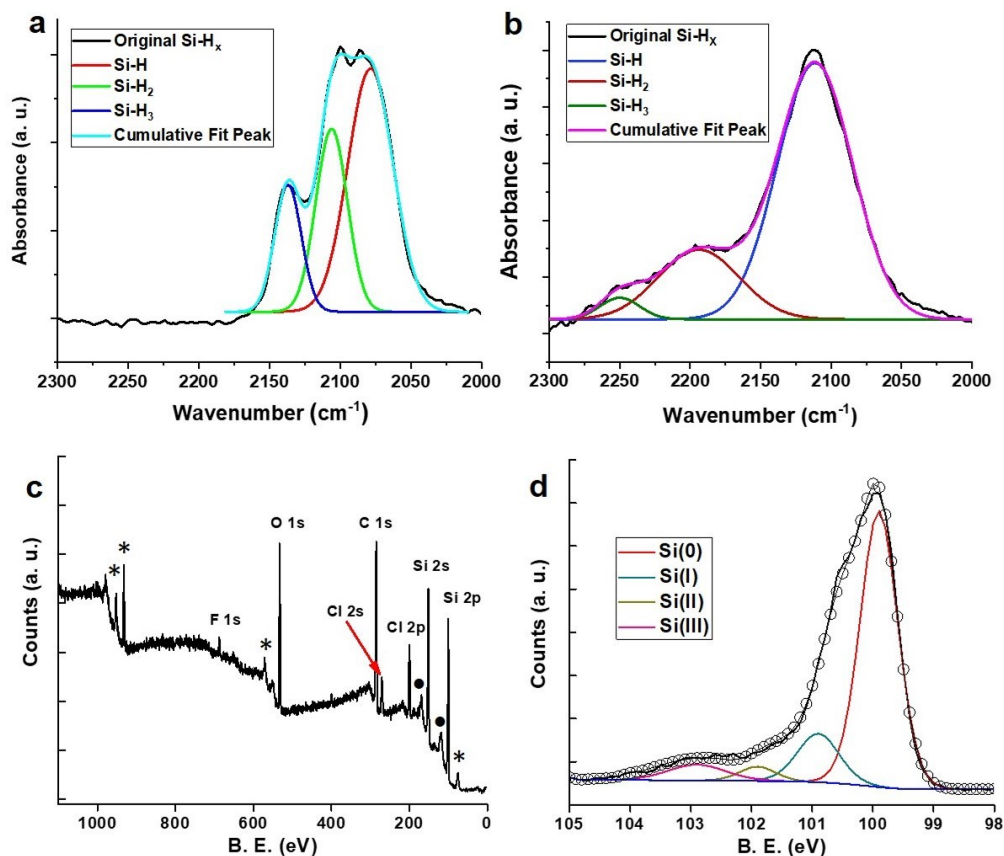 a
Original Si-Hₓ
Si-H
Si-H₂
Si-H₃
Cumulative Fit Peak
Absorbance (a. u.)
2300 2250 2200 2150 2100 2050 2000
Wavenumber (cm⁻¹)
b
Original Si-Hₓ
Si-H
Si-H₂
Si-H₃
Cumulative Fit Peak
Absorbance (a. u.)
2300 2250 2200 2150 2100 2050 2000
Wavenumber (cm⁻¹)
c
O 1s
C 1s
Si 2s
Cl 2s
Si 2p
F 1s
Cl 2p
*
*
*
*
Counts (a. u.)
1000 800 600 400 200 0
B. E. (eV)
d
Si(0)
Si(I)
Si(II)
Si(III)
Counts (a. u.)
105 104 103 102 101 100 99 98
B. E. (eV)